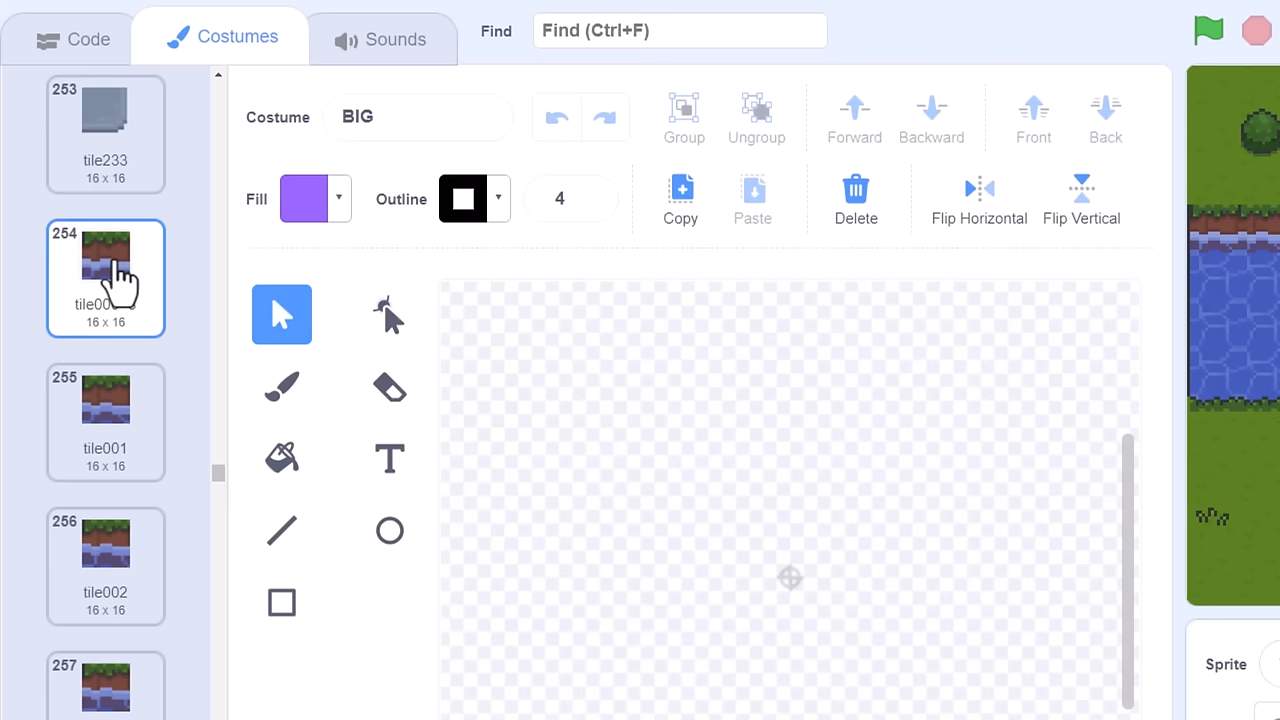 Code
Costumes
Sounds
Find
Find (Ctrl+F)
253
tile233
16 x 16
254
16 x 16
255
tile001
16 x 16
256
tile002
16 x 16
257
Costume
BIG
Group
Ungroup
Forward
Backward
Front
Back
Fill
Outline
4
Copy
Paste
Delete
Flip Horizontal
Flip Vertical
Sprite